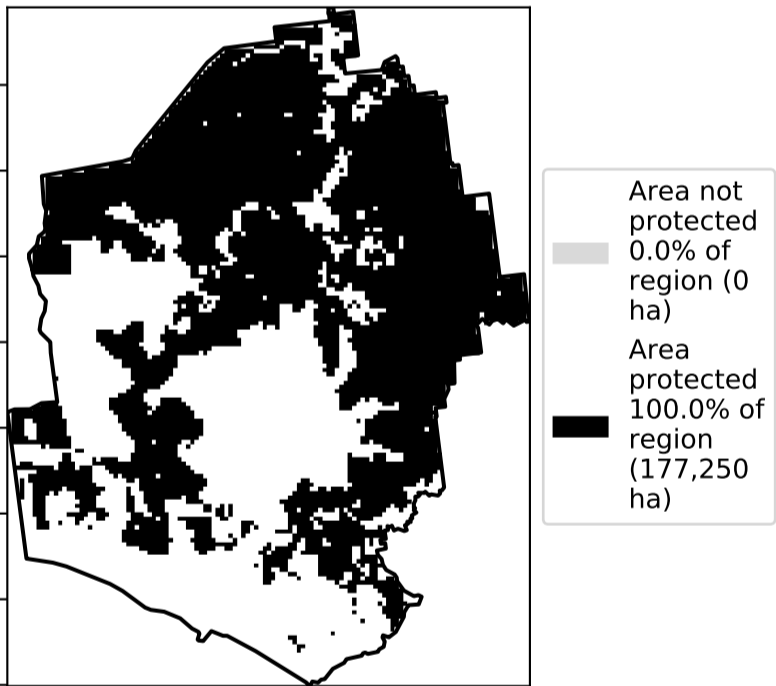 Area not
protected
0.0% of
region (0
ha)
Area
protected
100.0% of
region
(177,250
ha)